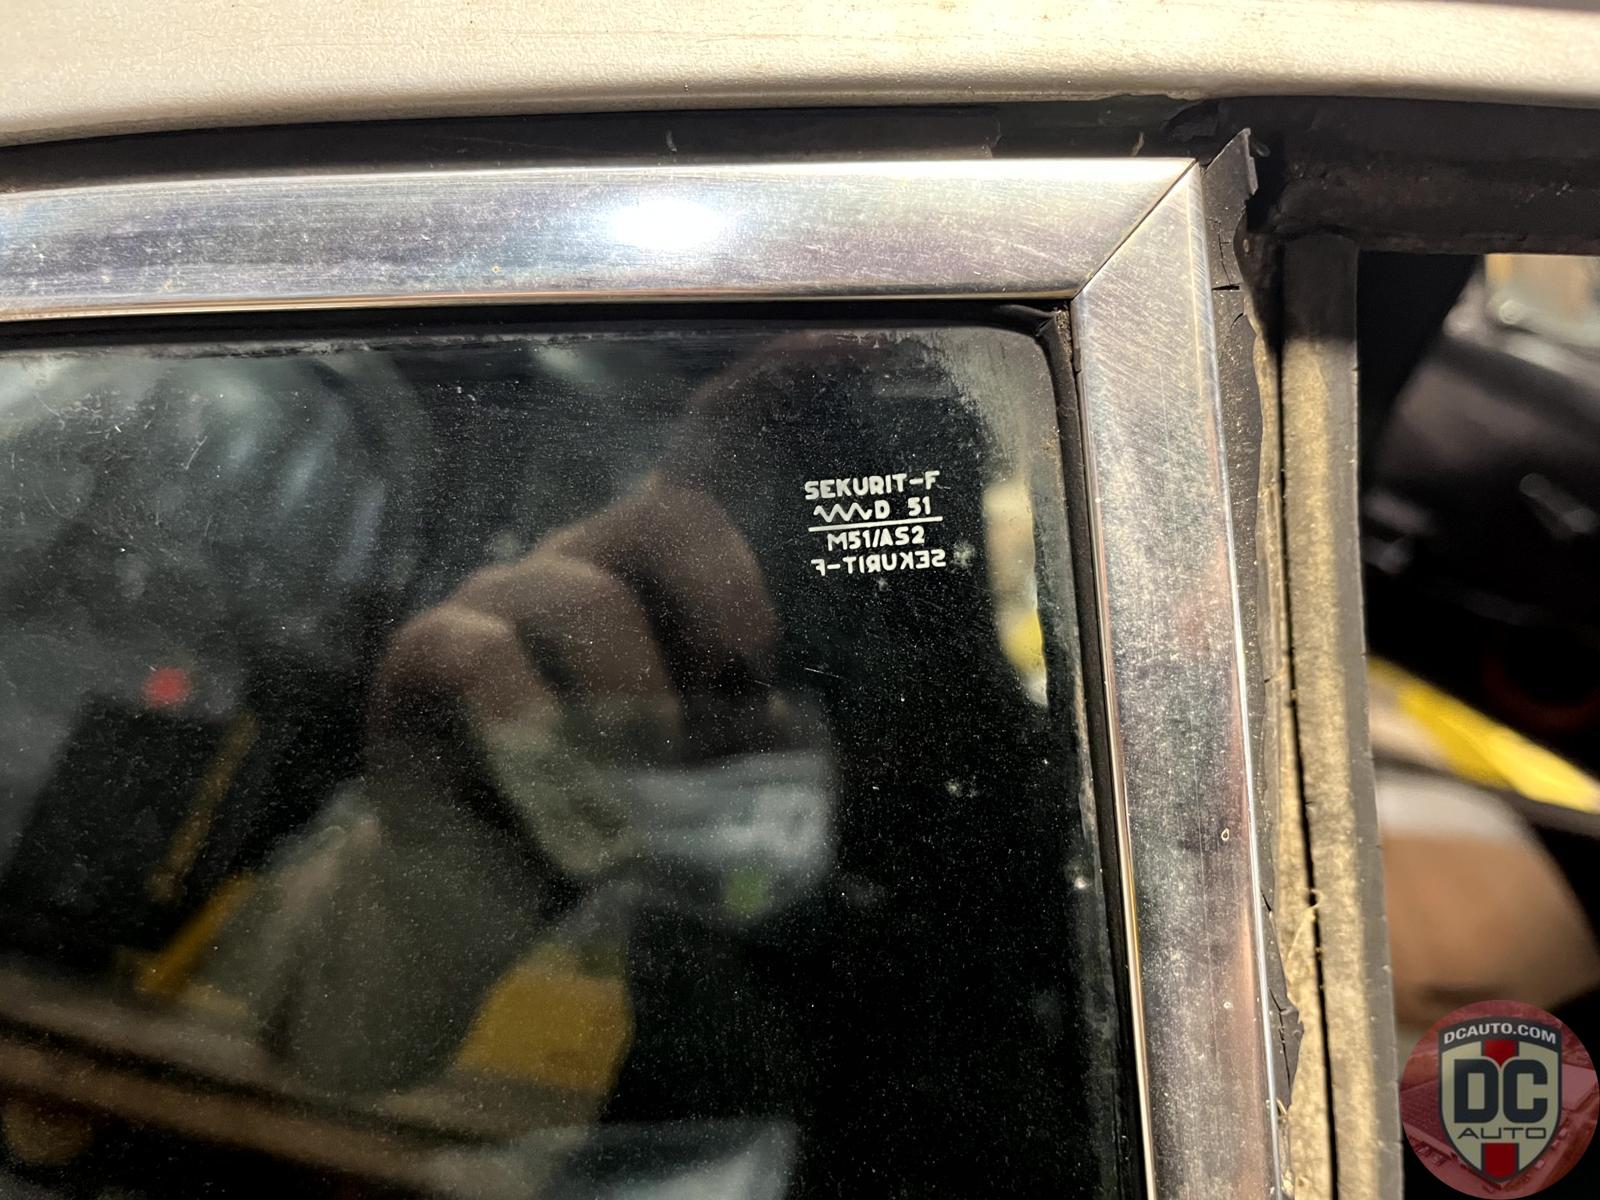 SEKURIT-F
D 51
M51/AS2
SEKURIT-F
DCAUTO.COM
DC
AUTO